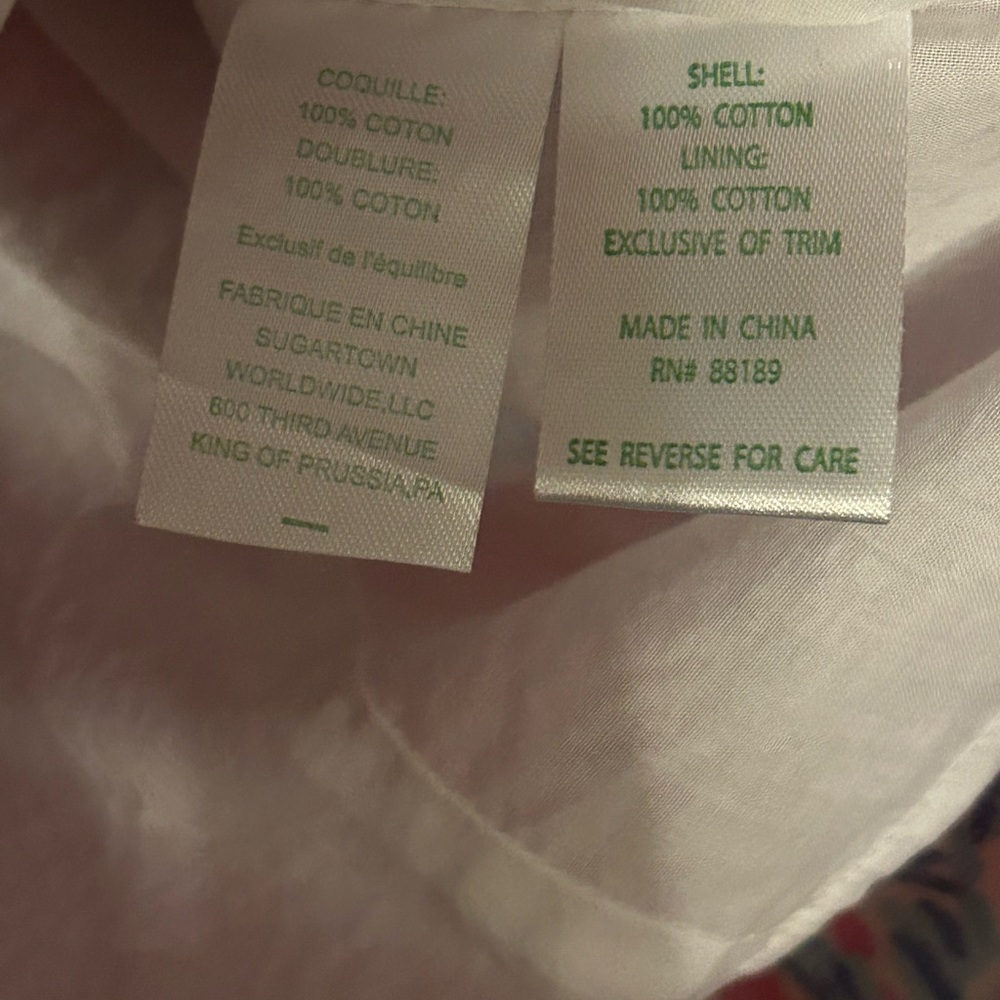 COQUILLE:
100% COTON
DOUBLURE:
100% COTON
Exclusif de l'équilibre
FABRIQUE EN CHINE
SUGARTOWN
WORLDWIDE,LLC
800 THIRD AVENUE
KING OF PRUSSIA,PA
SHELL:
100% COTTON
LINING:
100% COTTON
EXCLUSIVE OF TRIM
MADE IN CHINA
RN# 88189
SEE REVERSE FOR CARE